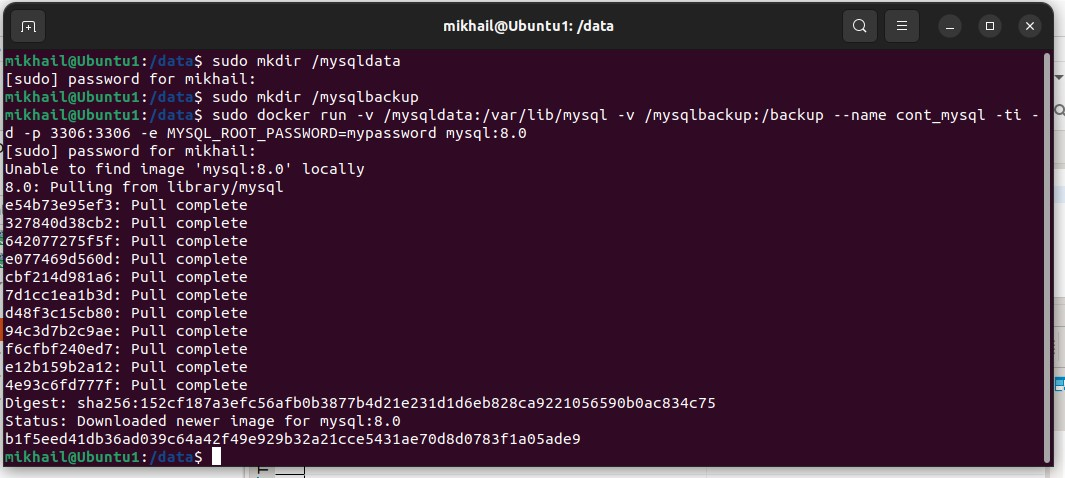 mikhail@Ubuntu1: /data
mikhail@Ubuntu1:/data$ sudo mkdir /mysqldata
[sudo] password for mikhail:
mikhail@Ubuntu1:/data$ sudo mkdir /mysqlbackup
mikhail@Ubuntu1:/data$ sudo docker run -v /mysqldata:/var/lib/mysql -v /mysqlbackup:/backup --name cont_mysql -ti -
d -p 3306:3306 -e MYSQL_ROOT_PASSWORD=mypassword mysql:8.0
[sudo] password for mikhail:
Unable to find image 'mysql:8.0' locally
8.0: Pulling from library/mysql
e54b73e95ef3: Pull complete
327840d38cb2: Pull complete
642077275f5f: Pull complete
e077469d560d: Pull complete
cbf214d981a6: Pull complete
7d1cc1ea1b3d: Pull complete
d48f3c15cb80: Pull complete
94c3d7b2c9ae: Pull complete
f6cfbf240ed7: Pull complete
e12b159b2a12: Pull complete
4e93c6fd777f: Pull complete
Digest: sha256:152cf187a3efc56afb0b3877b4d21e231d1d6eb828ca9221056590b0ac834c75
Status: Downloaded newer image for mysql:8.0
b1f5eed41db36ad039c64a42f49e929b32a21cce5431ae70d8d0783f1a05ade9
mikhail@Ubuntu1:/data$